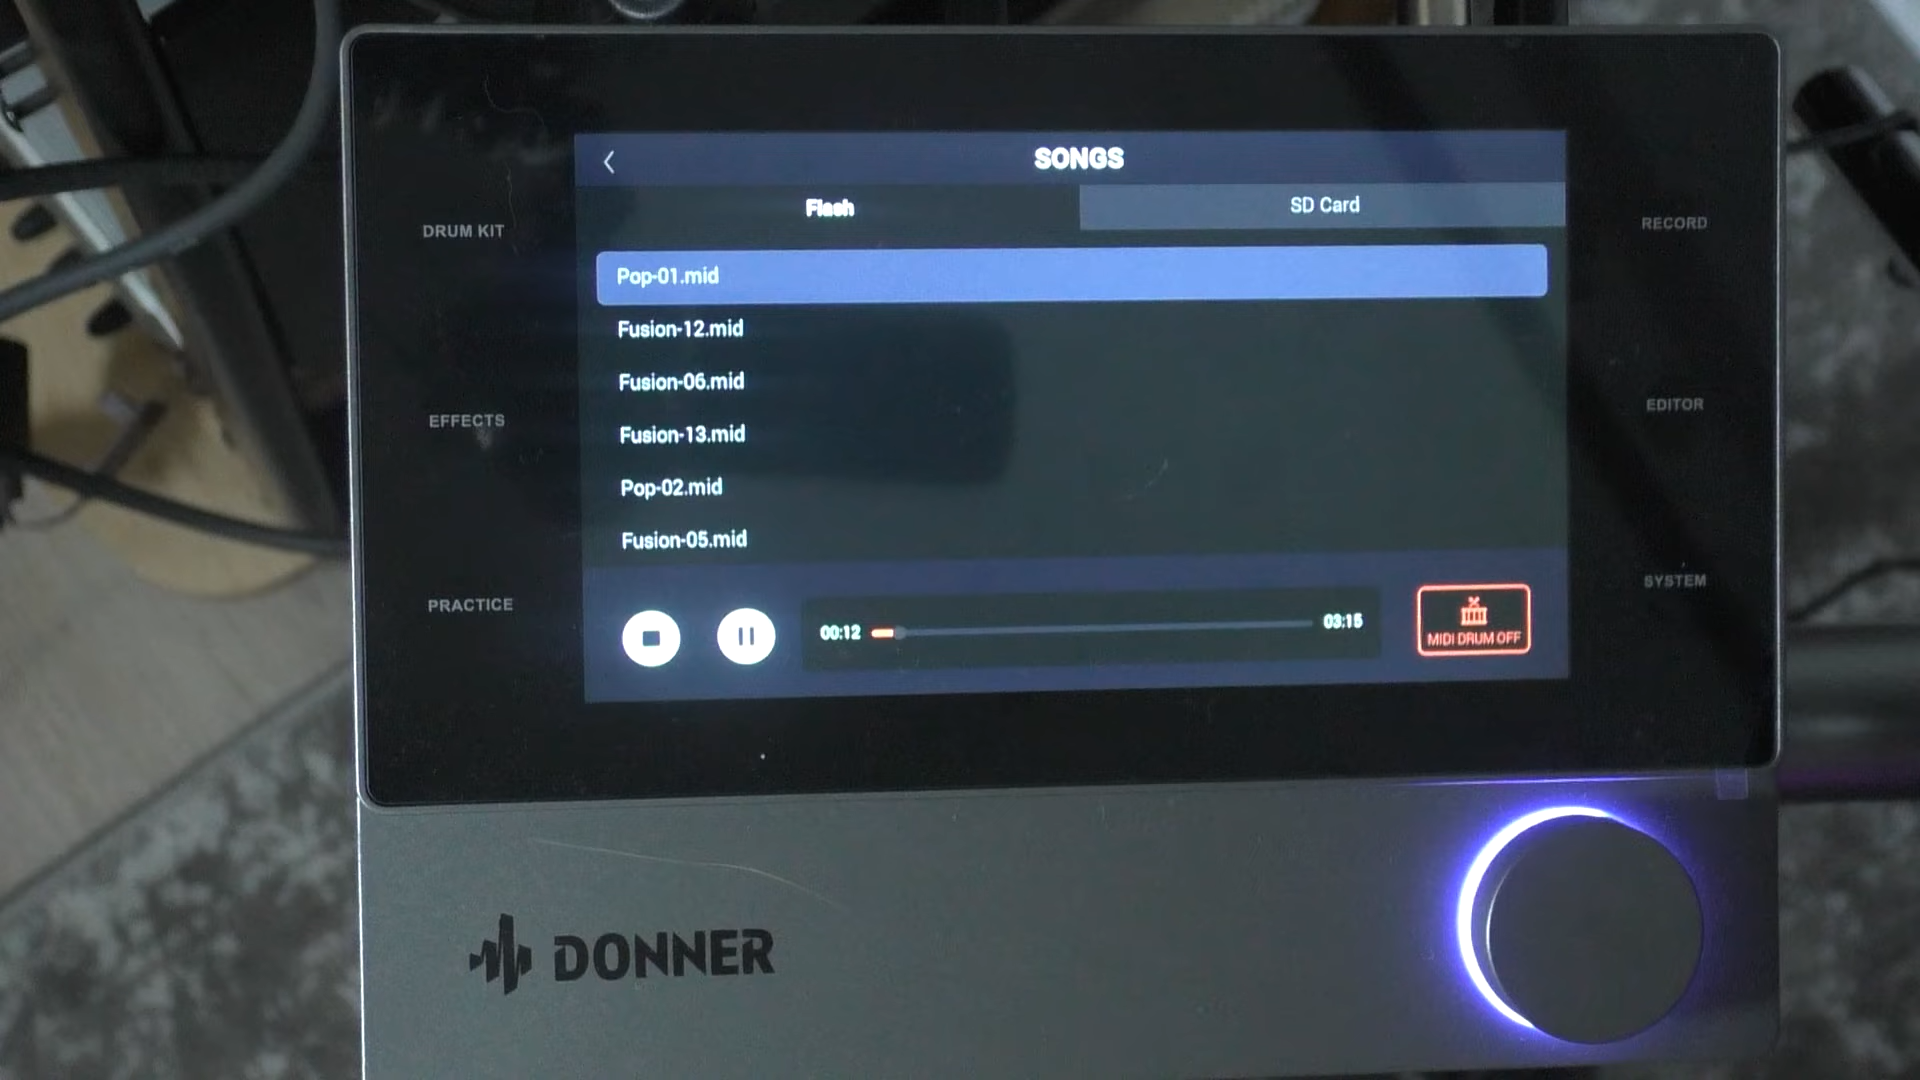 SONGS
Flash
SD Card
DRUM KIT
RECORD
Pop-01.mid
Fusion-12.mid
Fusion-06.mid
EFFECTS
EDITOR
Fusion-13.mid
Pop-02.mid
Fusion-05.mid
PRACTICE
SYSTEM
00:12
03:15
MIDI DRUM OFF
DONNER